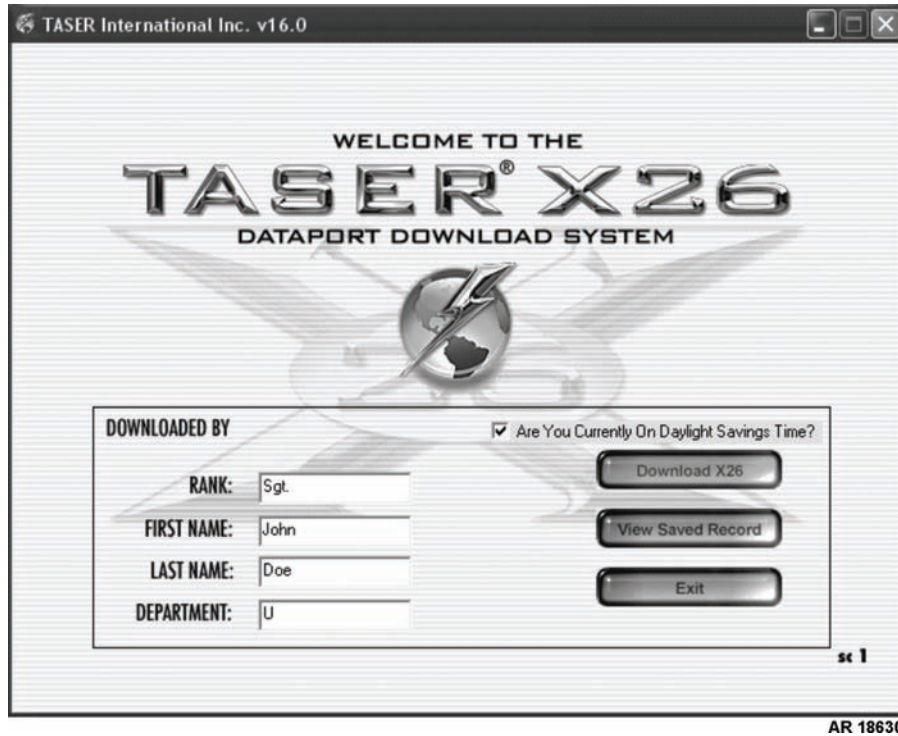 TASER International Inc. v16.0
WELCOME TO THE
TASER® X26
DATAPORT DOWNLOAD SYSTEM
DOWNLOADED BY
Are You Currently On Daylight Savings Time?
RANK: Sgt.
Download X26
FIRST NAME: John
View Saved Record
LAST NAME: Doe
Exit
DEPARTMENT: U
sc 1
AR 18630